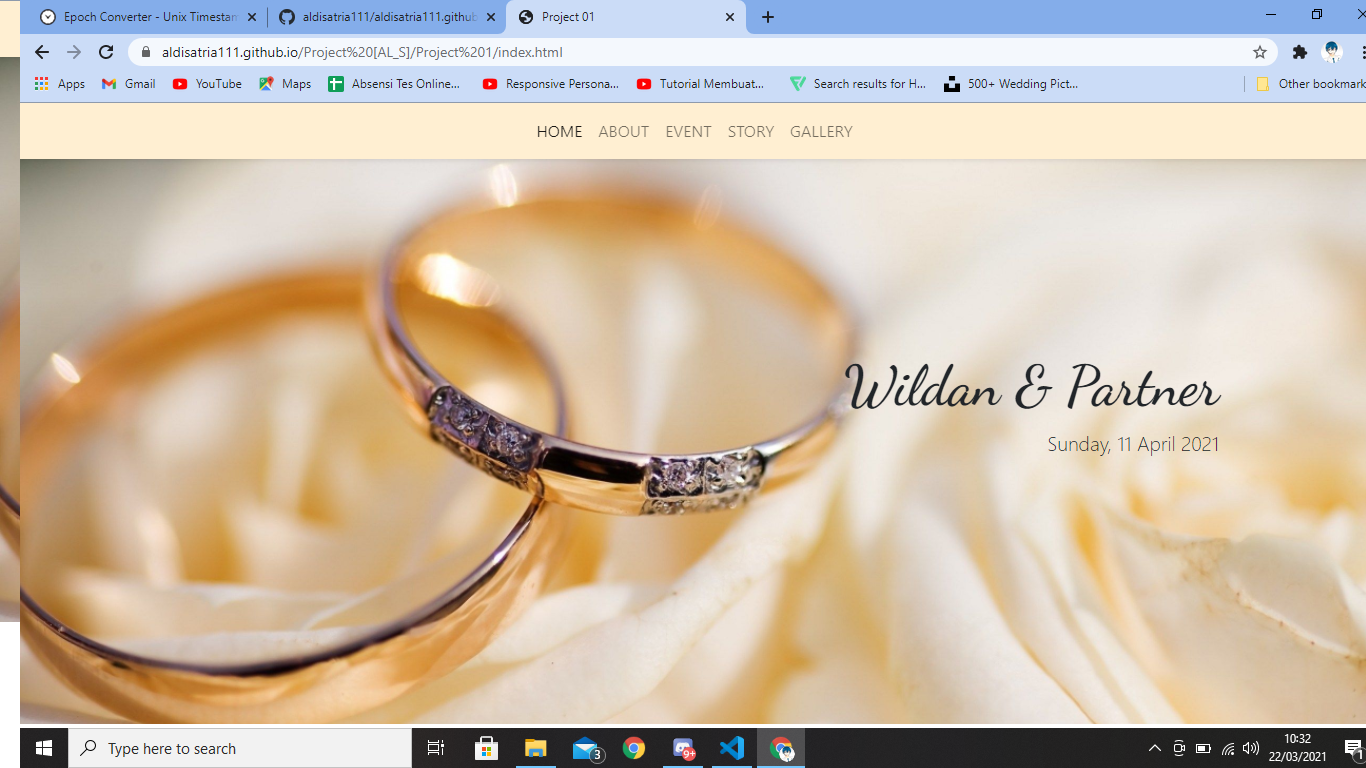 Epoch Converter - Unix Timestan
aldisatria111/aldisatria111.github
Project 01
aldisatria111.github.io/Project%20[AL_S]/Project%201/index.html
Apps
Gmail
YouTube
Maps
Absensi Tes Online...
Responsive Persona...
Tutorial Membuat...
Search results for H...
500+ Wedding Pict...
Other bookmark
HOME ABOUT EVENT STORY GALLERY
Wildan & Partner
Sunday, 11 April 2021
Type here to search
3
9+
10:32
22/03/2021
1